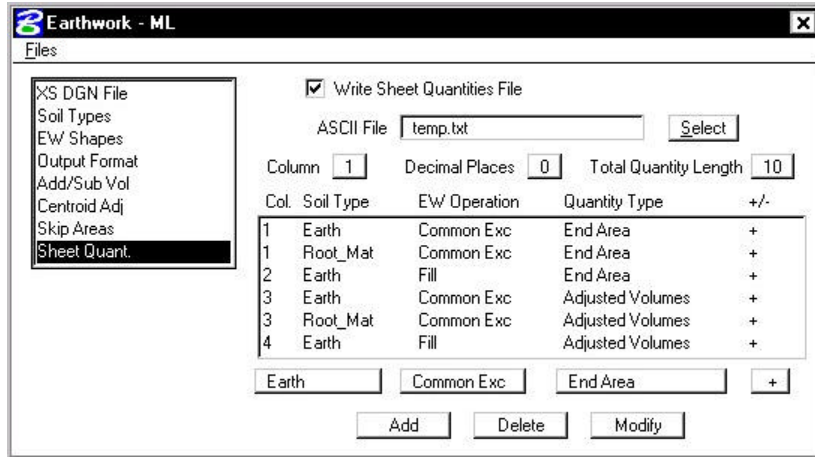 Earthwork - ML
Files
XS DGN File
Soil Types
EW Shapes
Output Format
Add/Sub Vol
Centroid Adj
Skip Areas
Sheet Quant.
Write Sheet Quantities File
ASCII File temp.txt Select
Column 1 Decimal Places 0 Total Quantity Length 10
Col. Soil Type EW Operation Quantity Type +/-
1 Earth Common Exc End Area +
1 Root_Mat Common Exc End Area +
2 Earth Fill End Area +
3 Earth Common Exc Adjusted Volumes +
3 Root_Mat Common Exc Adjusted Volumes +
4 Earth Fill Adjusted Volumes +
Earth Common Exc End Area +
Add Delete Modify